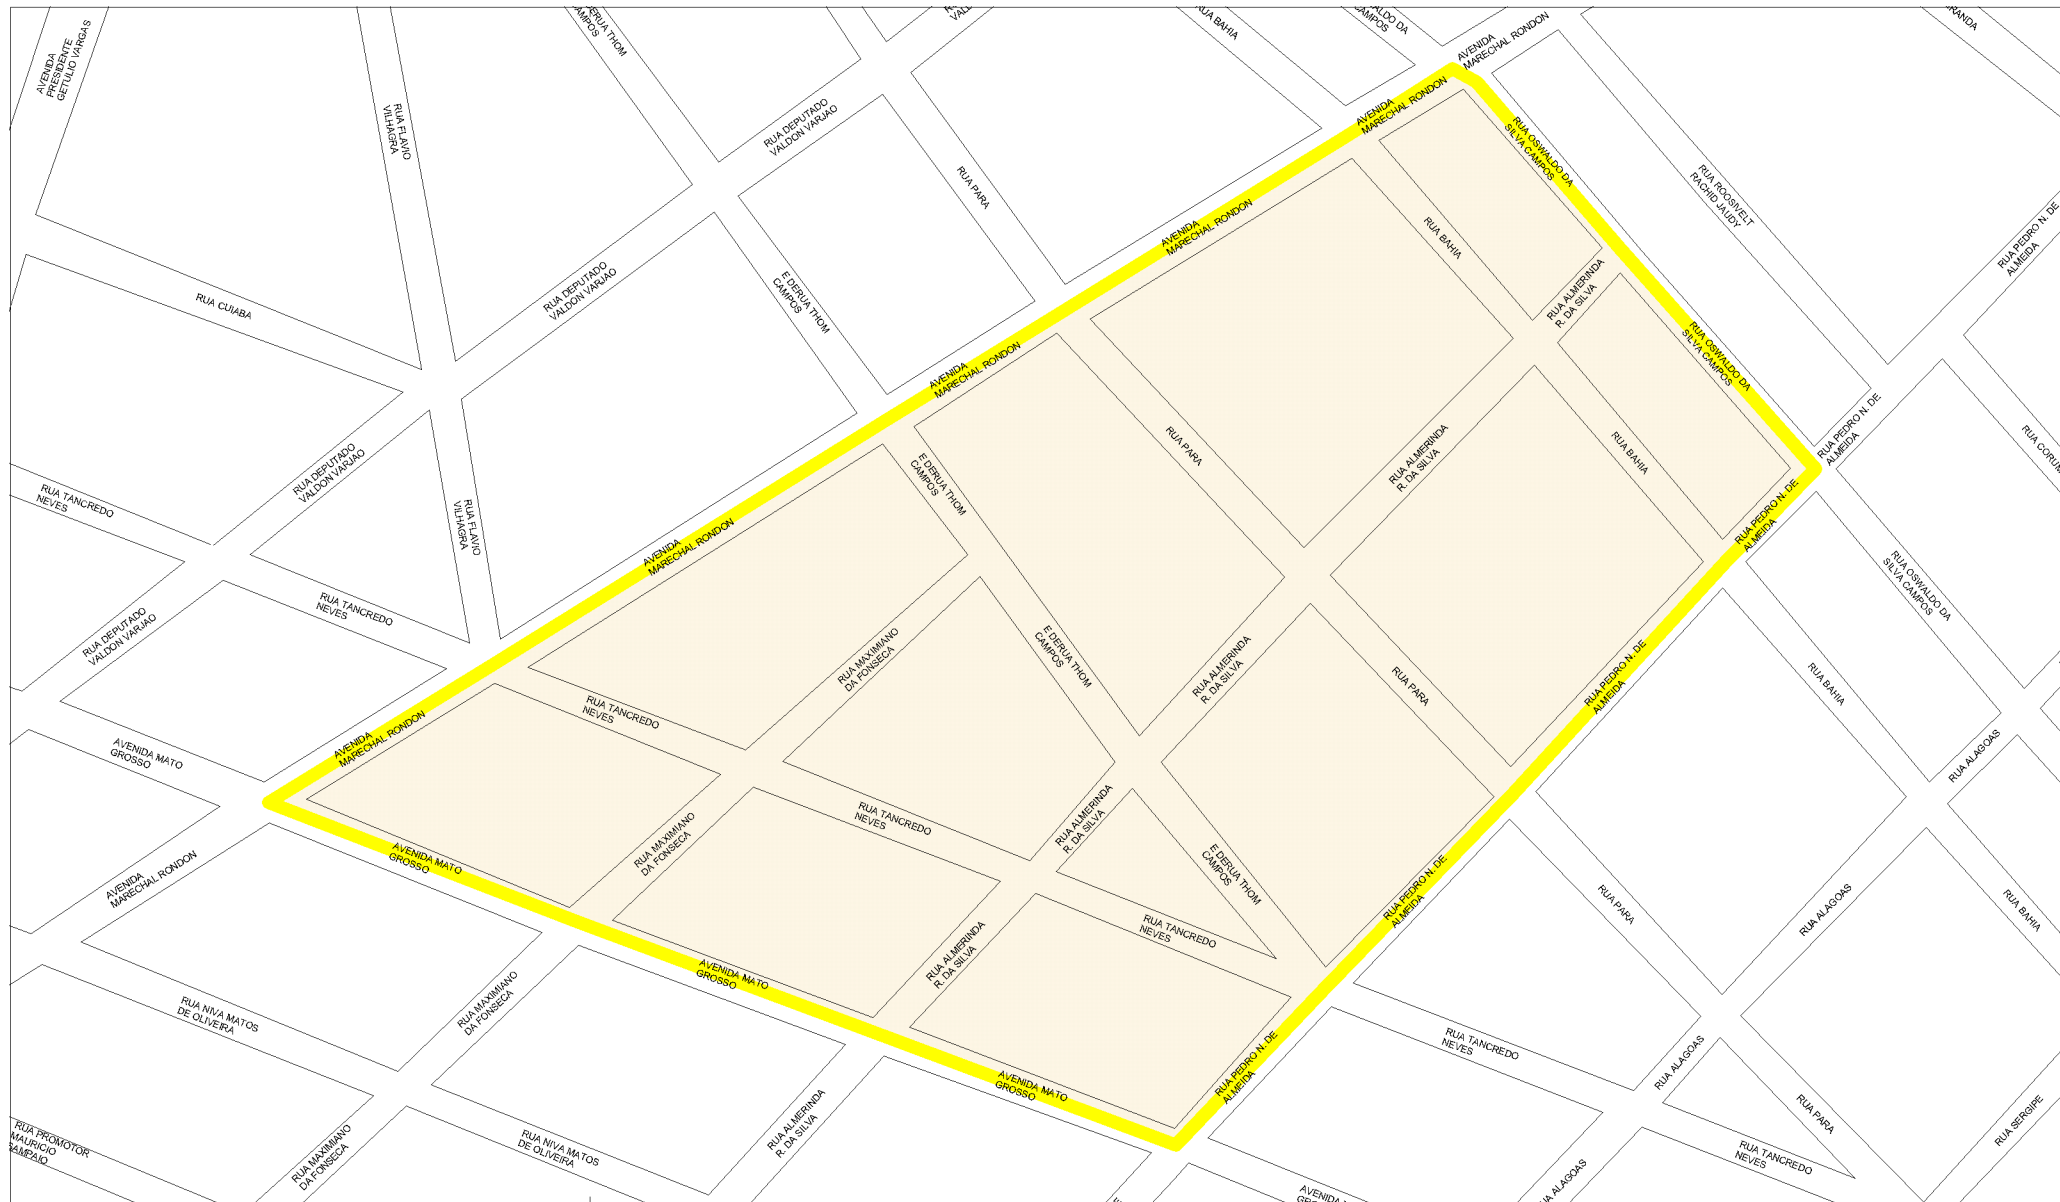 AVENIDA
PRESIDENTE
GETULIO VARGAS
RUA FLAVIO
VILHAGRA
E DERUA THOM
CAMPOS
RUA BAHIA
AVENIDA
MARECHAL RONDON
RUA DEPUTADO
VALDON VARJAO
AVENIDA
MARECHAL RONDON
RUA OSWALDO DA
SILVA CAMPOS
RUA PARA
RUA ROOSIVELT
RACHID JAUDY
RUA PEDRO N. DE
ALMEIDA
AVENIDA
MARECHAL RONDON
RUA BAHIA
RUA CUIABA
RUA DEPUTADO
VALDON VARJAO
E DERUA THOM
CAMPOS
RUA ALMERINDA
R. DA SILVA
AVENIDA
MARECHAL RONDON
RUA OSWALDO DA
SILVA CAMPOS
RUA TANCREDO
NEVES
RUA DEPUTADO
VALDON VARJAO
RUA FLAVIO
VILHAGRA
E DERUA THOM
CAMPOS
RUA PARA
RUA ALMERINDA
R. DA SILVA
RUA BAHIA
RUA PEDRO N. DE
ALMEIDA
AVENIDA
MARECHAL RONDON
RUA PEDRO N. DE
ALMEIDA
RUA OSWALDO DA
SILVA CAMPOS
RUA DEPUTADO
VALDON VARJAO
RUA TANCREDO
NEVES
RUA MAXIMIANO
DA FONSECA
E DERUA THOM
CAMPOS
RUA ALMERINDA
R. DA SILVA
RUA PARA
RUA PEDRO N. DE
ALMEIDA
RUA BAHIA
AVENIDA MATO
GROSSO
AVENIDA
MARECHAL RONDON
RUA TANCREDO
NEVES
RUA ALAGOAS
RUA MAXIMIANO
DA FONSECA
RUA TANCREDO
NEVES
RUA ALMERINDA
R. DA SILVA
AVENIDA
MARECHAL RONDON
AVENIDA MATO
GROSSO
E DERUA THOM
CAMPOS
RUA PEDRO N. DE
ALMEIDA
RUA PARA
RUA ALAGOAS
RUA BAHIA
RUA NIVA MATOS
DE OLIVEIRA
RUA MAXIMIANO
DA FONSECA
AVENIDA MATO
GROSSO
RUA ALMERINDA
R. DA SILVA
RUA TANCREDO
NEVES
RUA TANCREDO
NEVES
RUA ALAGOAS
AVENIDA MATO
GROSSO
RUA PEDRO N. DE
ALMEIDA
RUA PROMOTOR
MAURICIO
SAMPAIO
RUA MAXIMIANO
DA FONSECA
RUA NIVA MATOS
DE OLIVEIRA
RUA ALMERINDA
R. DA SILVA
RUA PARA
RUA SERGIPE
RUA TANCREDO
NEVES